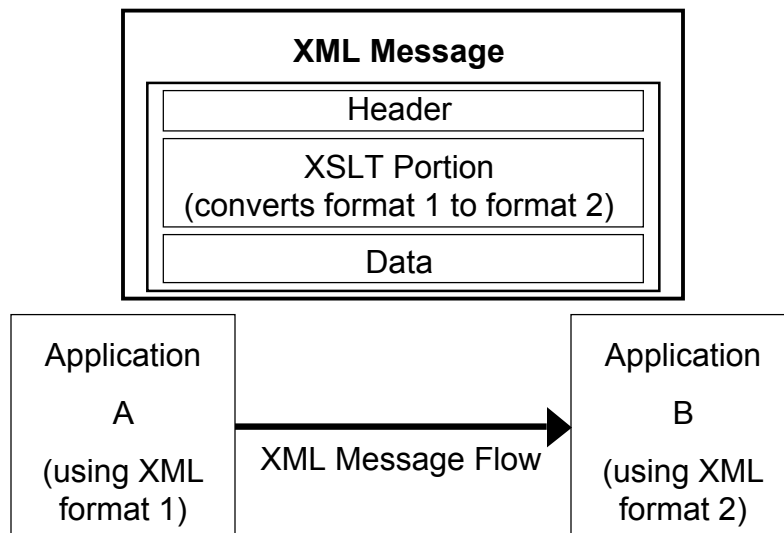 XML Message
Header
XSLT Portion
(converts format 1 to format 2)
Data
Application
A
(using XML
format 1)
XML Message Flow
Application
B
(using XML
format 2)